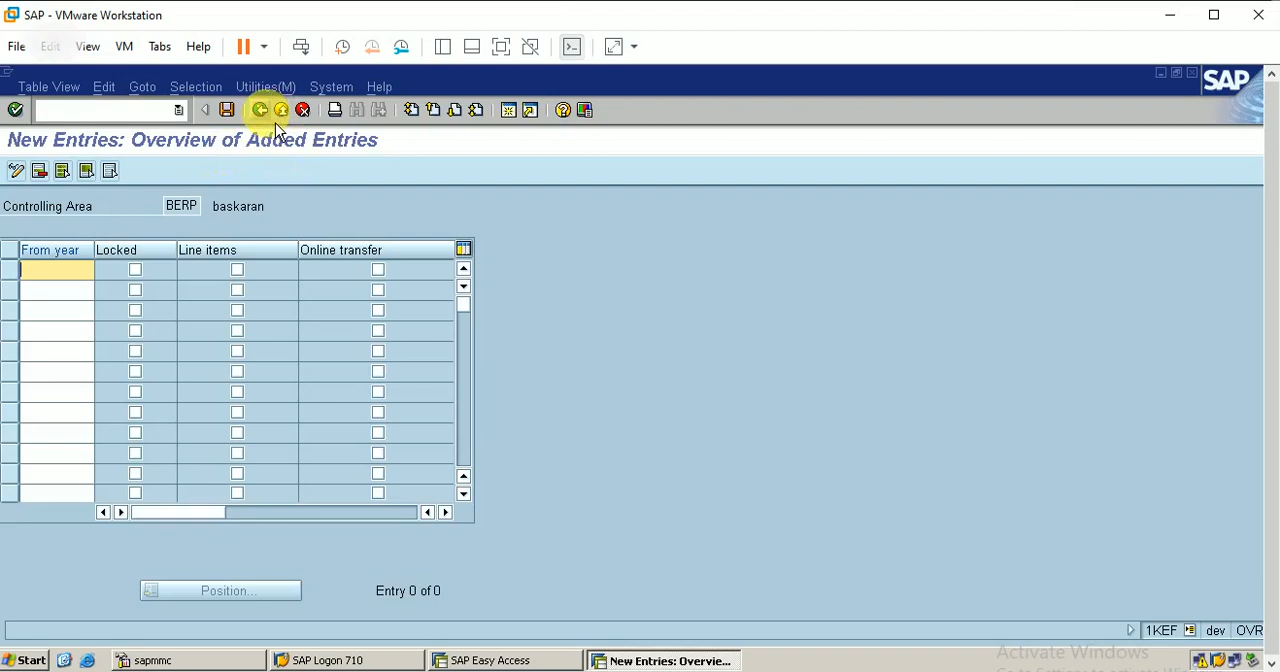 SAP - VMware Workstation
File Edit View VM Tabs Help
Table View Edit Goto Selection Utilities(M) System Help
SAP
New Entries: Overview of Added Entries
Controlling Area BERP baskaran
From year Locked Line items Online transfer
Position... Entry 0 of 0
1KEF dev OVR
Activate Windows
Start sapmmc SAP Logon 710 SAP Easy Access New Entries: Overvie...